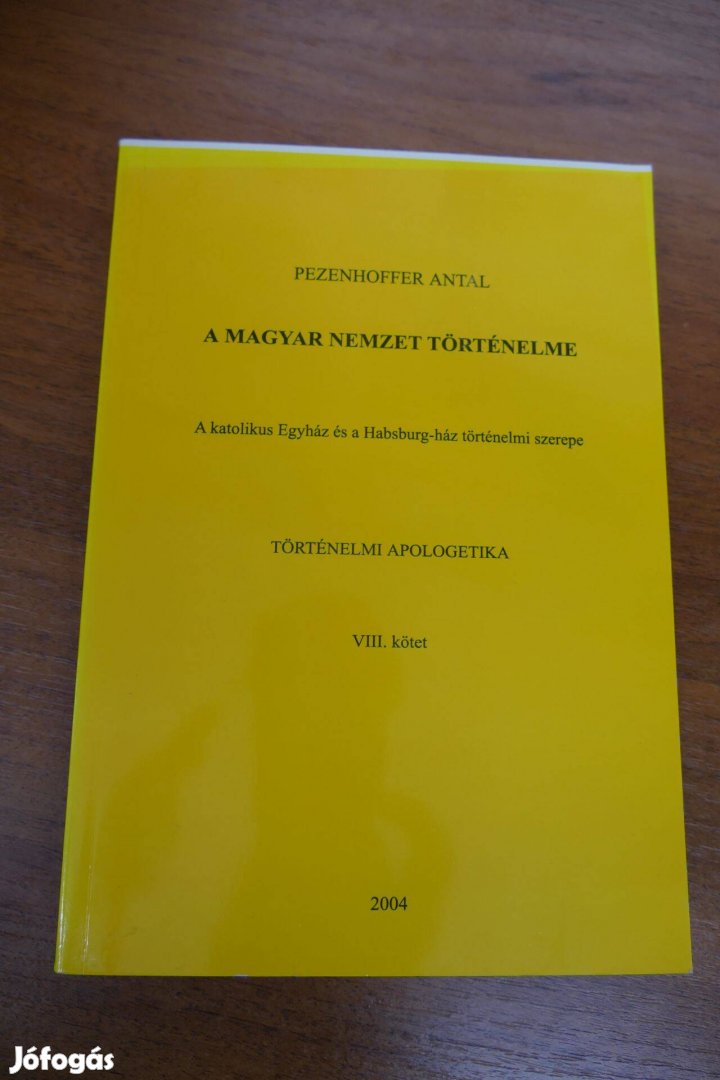 PEZENHOFFER ANTAL
A MAGYAR NEMZET TÖRTÉNELME
A katolikus Egyház és a Habsburg-ház történelmi szerepe
TÖRTÉNELMI APOLOGETIKA
VIII. kötet
2004
Jófogás